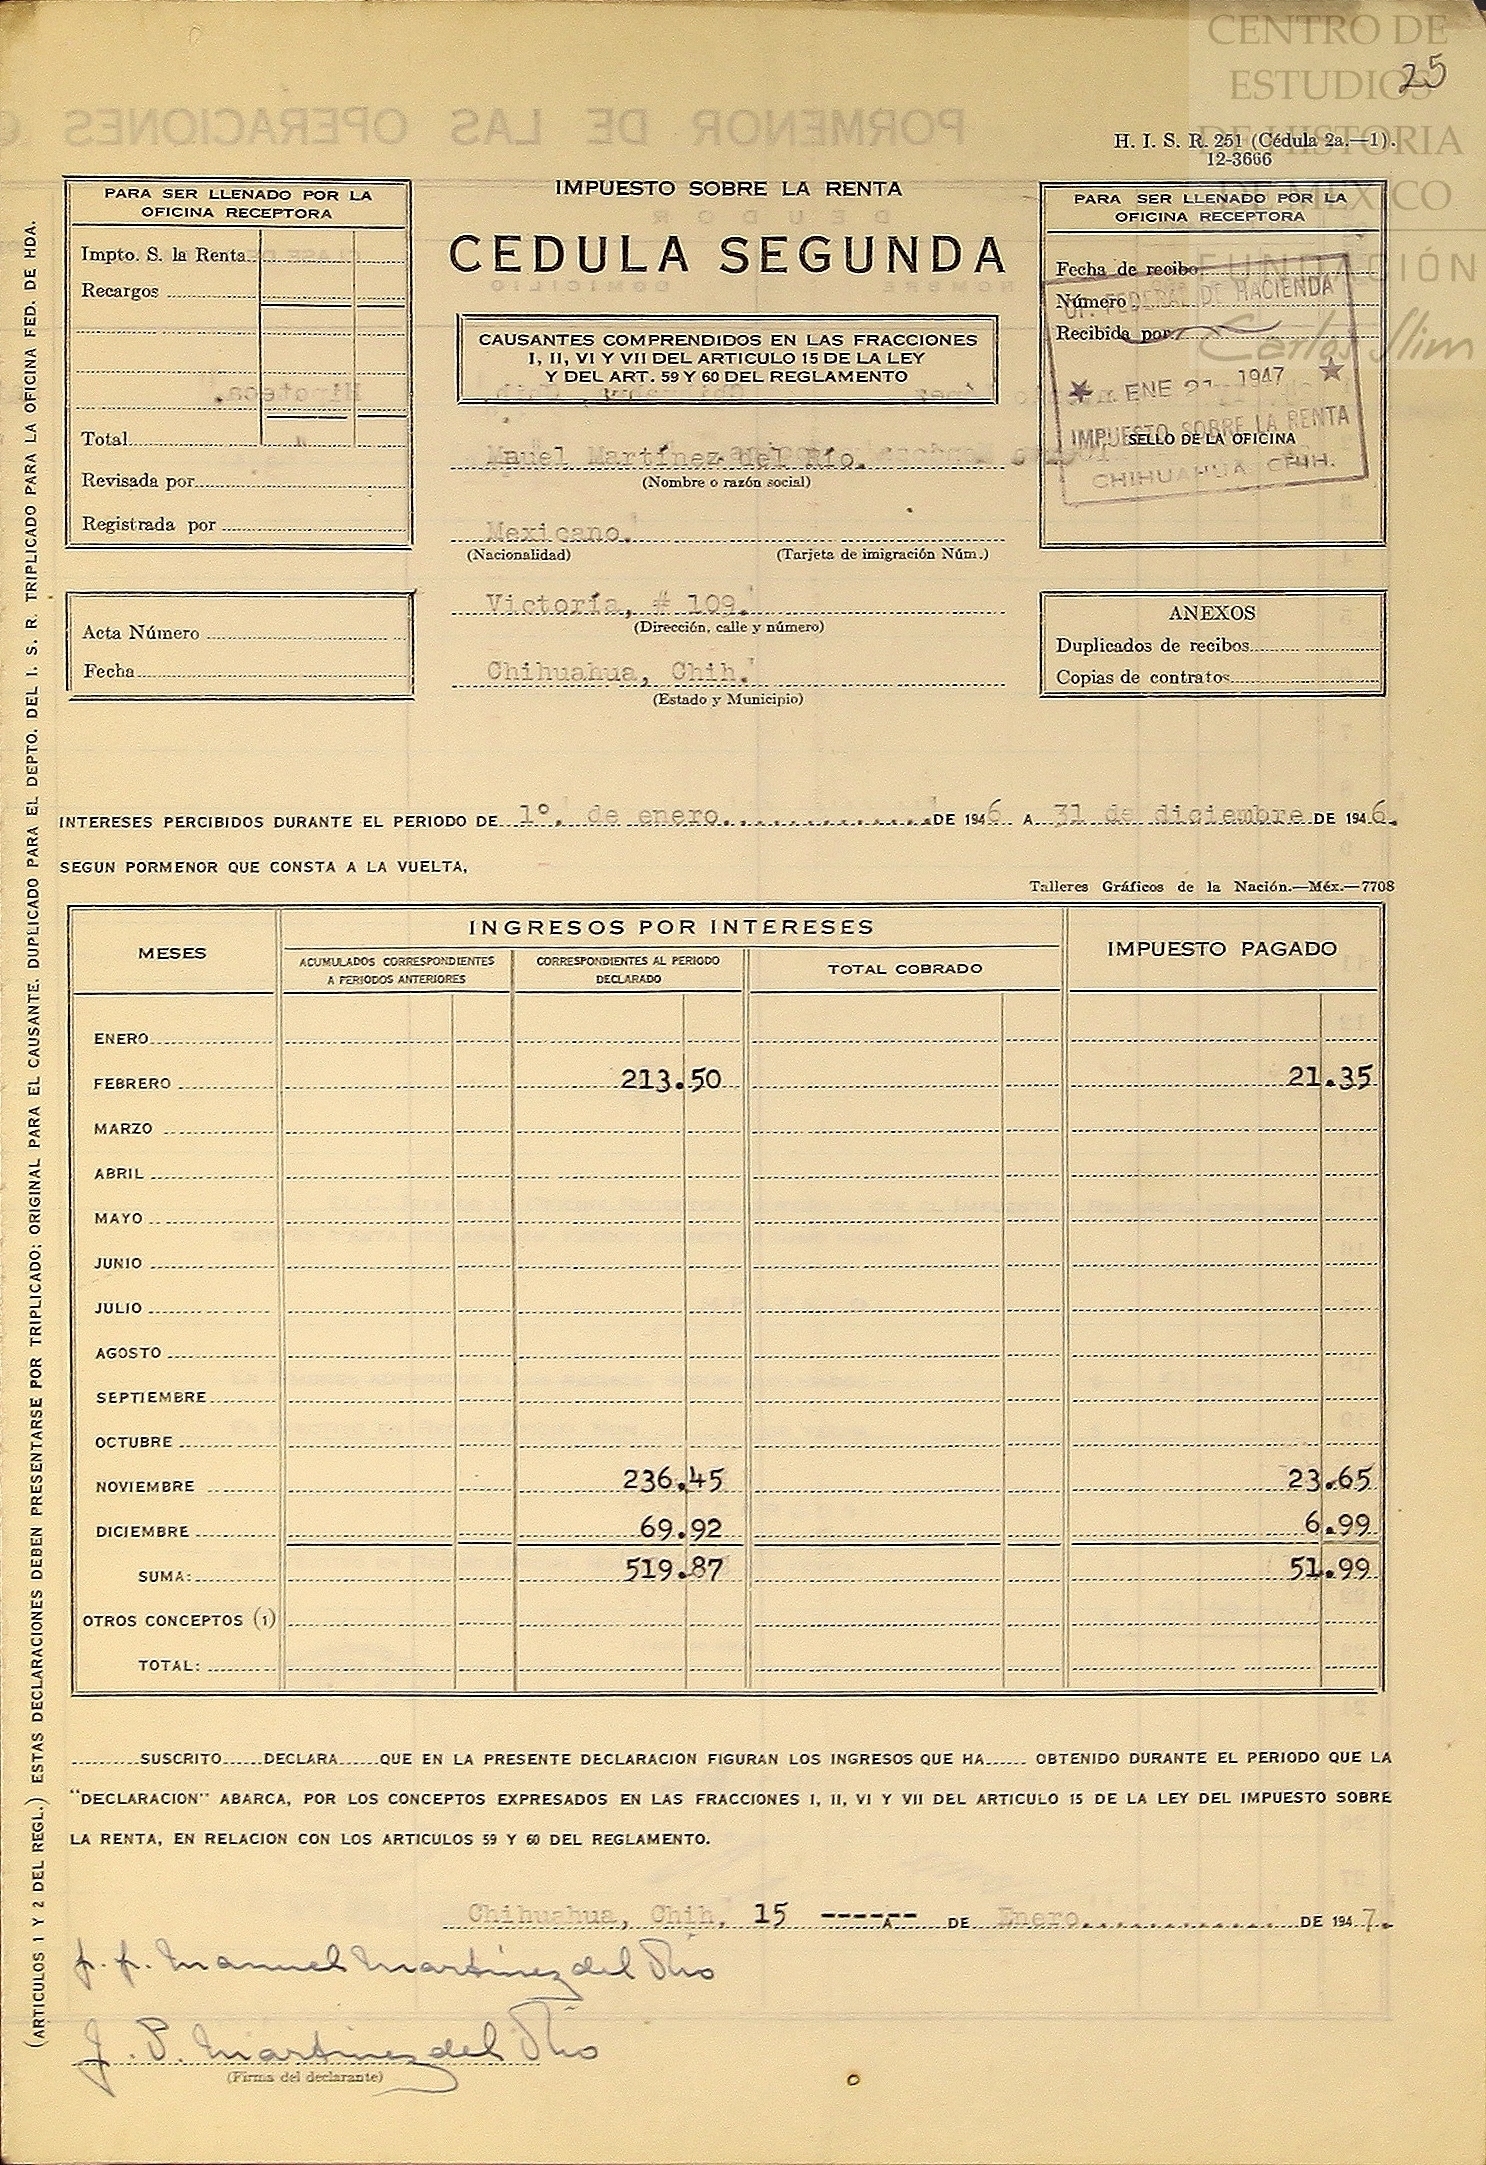 CENTRO DE
ESTUDIOS
DE HISTORIA
DE MEXICO
FUNDACIÓN
Carlos Slim
25
PORMENOR DE LAS OPERACIONES
H. I. S. R. 251 (Cédula 2a.—1).
12-3666
PARA SER LLENADO POR LA
OFICINA RECEPTORA
Impto. S. la Renta
Recargos
Total
Revisada por
Registrada por
Acta Número
Fecha
IMPUESTO SOBRE LA RENTA
CEDULA SEGUNDA
CAUSANTES COMPRENDIDOS EN LAS FRACCIONES
I, II, VI Y VII DEL ARTICULO 15 DE LA LEY
Y DEL ART. 59 Y 60 DEL REGLAMENTO
Mauel Martínez del Río.
(Nombre o razón social)
Mexicano.
(Nacionalidad) (Tarjeta de imigración Núm.)
Victoria, # 109.
(Dirección, calle y número)
Chihuahua, Chih.
(Estado y Municipio)
PARA SER LLENADO POR LA
OFICINA RECEPTORA
Fecha de recibo
Número
Recibida por
OF. FEDERAL DE HACIENDA
ENE 21 1947
IMPUESTO SOBRE LA RENTA
SELLO DE LA OFICINA
CHIHUAHUA CHIH.
ANEXOS
Duplicados de recibos
Copias de contratos
INTERESES PERCIBIDOS DURANTE EL PERIODO DE 1º. de enero. DE 1946 A 31 de diciembre DE 1946.
SEGUN PORMENOR QUE CONSTA A LA VUELTA,
Talleres Gráficos de la Nación.—Méx.—7708
MESES INGRESOS POR INTERESES IMPUESTO PAGADO
ACUMULADOS CORRESPONDIENTES A PERIODOS ANTERIORES CORRESPONDIENTES AL PERIODO DECLARADO TOTAL COBRADO
ENERO
FEBRERO 213.50 21.35
MARZO
ABRIL
MAYO
JUNIO
JULIO
AGOSTO
SEPTIEMBRE
OCTUBRE
NOVIEMBRE 236.45 23.65
DICIEMBRE 69.92 6.99
SUMA: 519.87 51.99
OTROS CONCEPTOS (1)
TOTAL:
SUSCRITO DECLARA QUE EN LA PRESENTE DECLARACION FIGURAN LOS INGRESOS QUE HA OBTENIDO DURANTE EL PERIODO QUE LA
"DECLARACION" ABARCA, POR LOS CONCEPTOS EXPRESADOS EN LAS FRACCIONES I, II, VI Y VII DEL ARTICULO 15 DE LA LEY DEL IMPUESTO SOBRE
LA RENTA, EN RELACION CON LOS ARTICULOS 59 Y 60 DEL REGLAMENTO.
Chihuahua, Chih. 15 ------ A DE Enero. DE 1947.
p. p. Manuel Martínez del Río
J. P. Martínez del Río
(Firma del declarante)
(ARTICULOS 1 Y 2 DEL REGL.) ESTAS DECLARACIONES DEBEN PRESENTARSE POR TRIPLICADO: ORIGINAL PARA EL CAUSANTE. DUPLICADO PARA EL DEPTO. DEL I. S. R. TRIPLICADO PARA LA OFICINA FED. DE HDA.